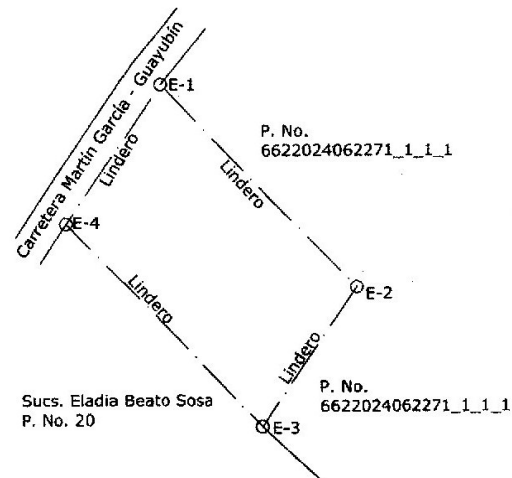 Carretera Martín García - Guayubín
E-1
Lindero
P. No.
6622024062271_1_1_1
Lindero
E-4
E-2
Lindero
Lindero
P. No.
6622024062271_1_1_1
Sucs. Eladia Beato Sosa
P. No. 20
E-3